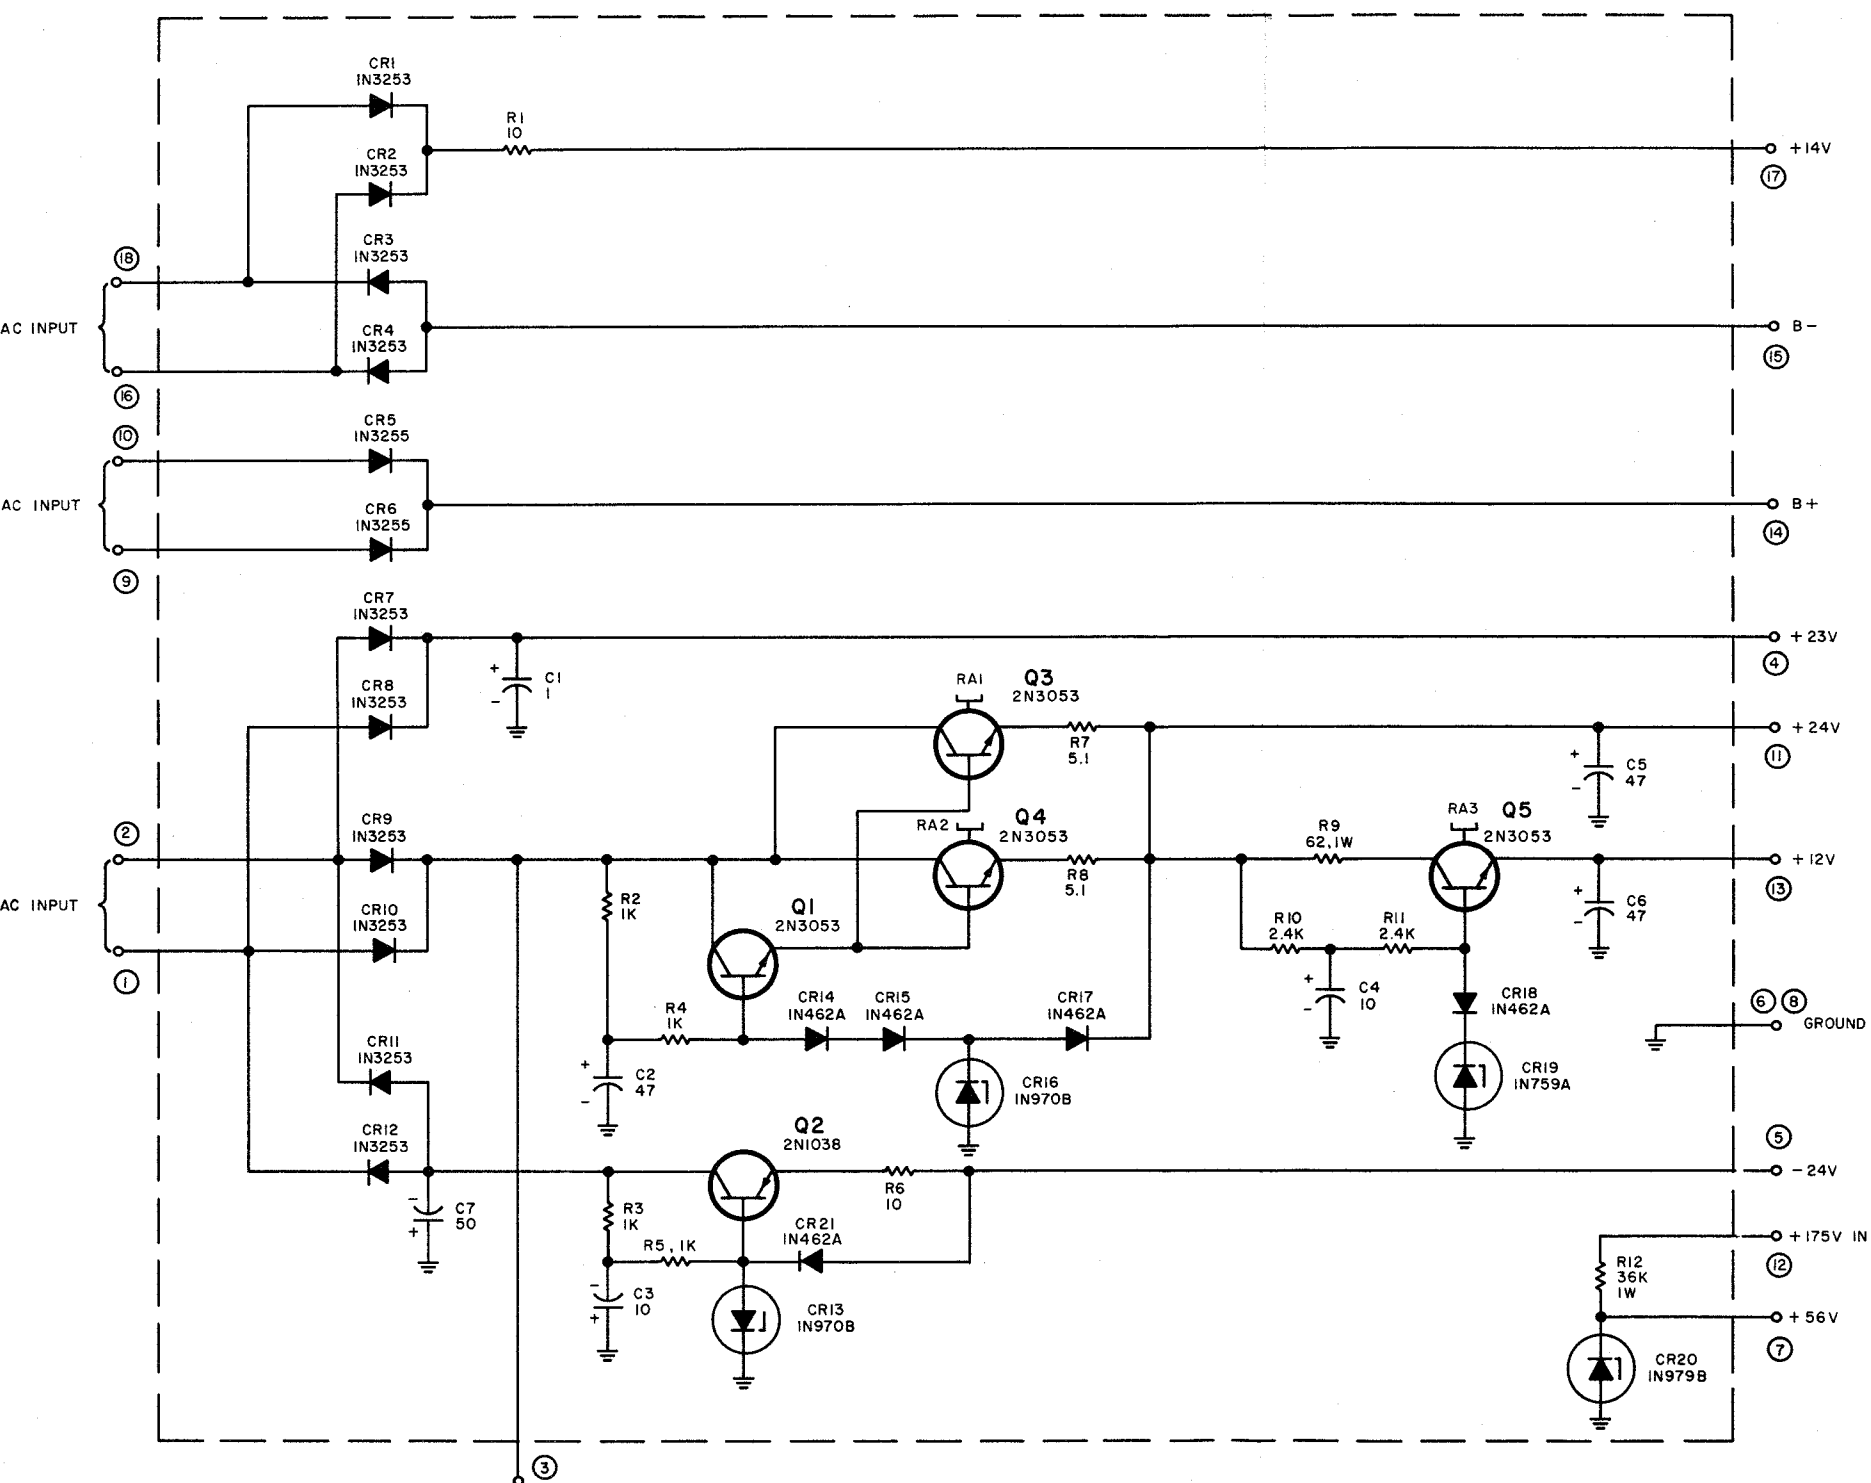 CR1
1N3253
R1
10
CR2
1N3253
+14V
17
CR3
1N3253
18
AC INPUT
CR4
1N3253
B-
15
16
10
CR5
1N3255
AC INPUT
CR6
1N3255
B+
14
9
CR7
1N3253
+23V
4
C1
1
+
-
CR8
1N3253
RA1
Q3
2N3053
R7
5.1
+24V
11
+
-
C5
47
2
CR9
1N3253
RA2
Q4
2N3053
R8
5.1
R9
62,1W
RA3
Q5
2N3053
+12V
13
AC INPUT
CR10
1N3253
R2
1K
Q1
2N3053
R10
2.4K
R11
2.4K
+
-
C6
47
1
R4
1K
CR14
1N462A
CR15
1N462A
CR17
1N462A
+
-
C4
10
CR18
1N462A
6
8
GROUND
CR11
1N3253
+
-
C2
47
CR16
1N970B
CR19
1N759A
CR12
1N3253
Q2
2N1038
5
-24V
-
+
C7
50
R3
1K
R6
10
R5, 1K
CR21
1N462A
+175V IN
12
-
+
C3
10
CR13
1N970B
R12
36K
1W
+56V
7
CR20
1N979B
3